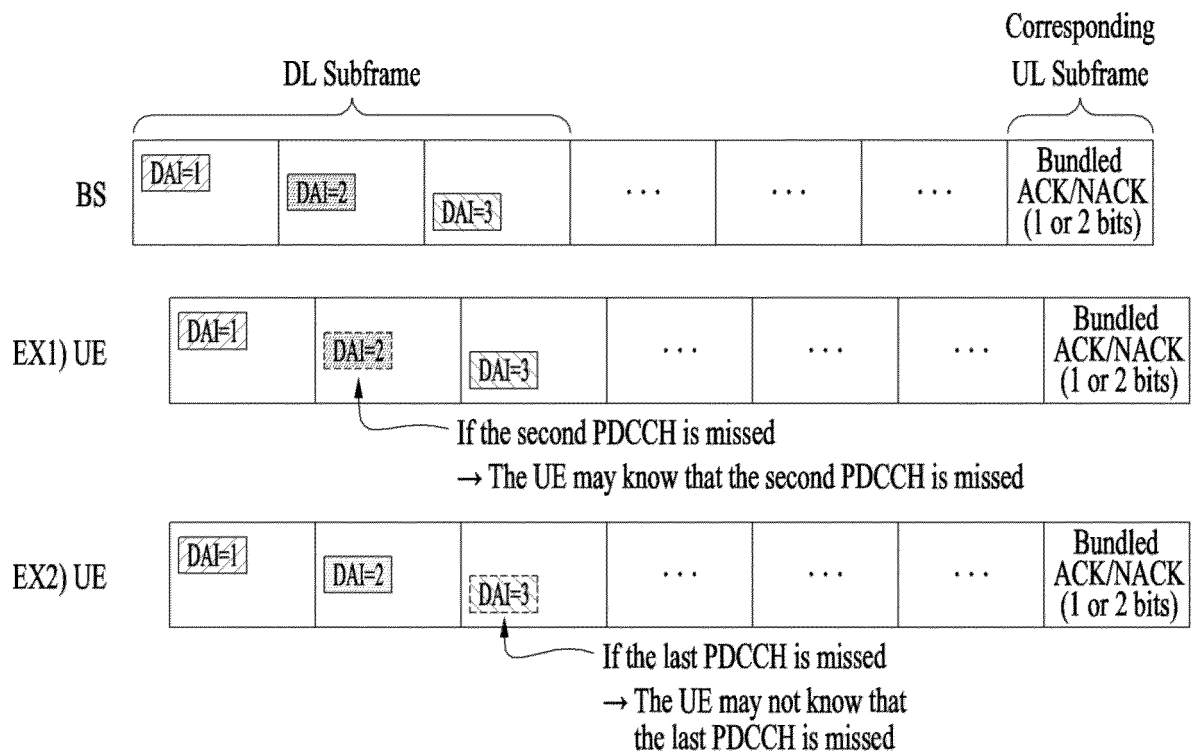 Corresponding
DL Subframe
UL Subframe
BS
DAI=1
DAI=2
DAI=3
...
...
...
Bundled
ACK/NACK
(1 or 2 bits)
EX1) UE
DAI=1
DAI=2
DAI=3
...
...
...
Bundled
ACK/NACK
(1 or 2 bits)
If the second PDCCH is missed
→ The UE may know that the second PDCCH is missed
EX2) UE
DAI=1
DAI=2
DAI=3
...
...
...
Bundled
ACK/NACK
(1 or 2 bits)
If the last PDCCH is missed
→ The UE may not know that
the last PDCCH is missed